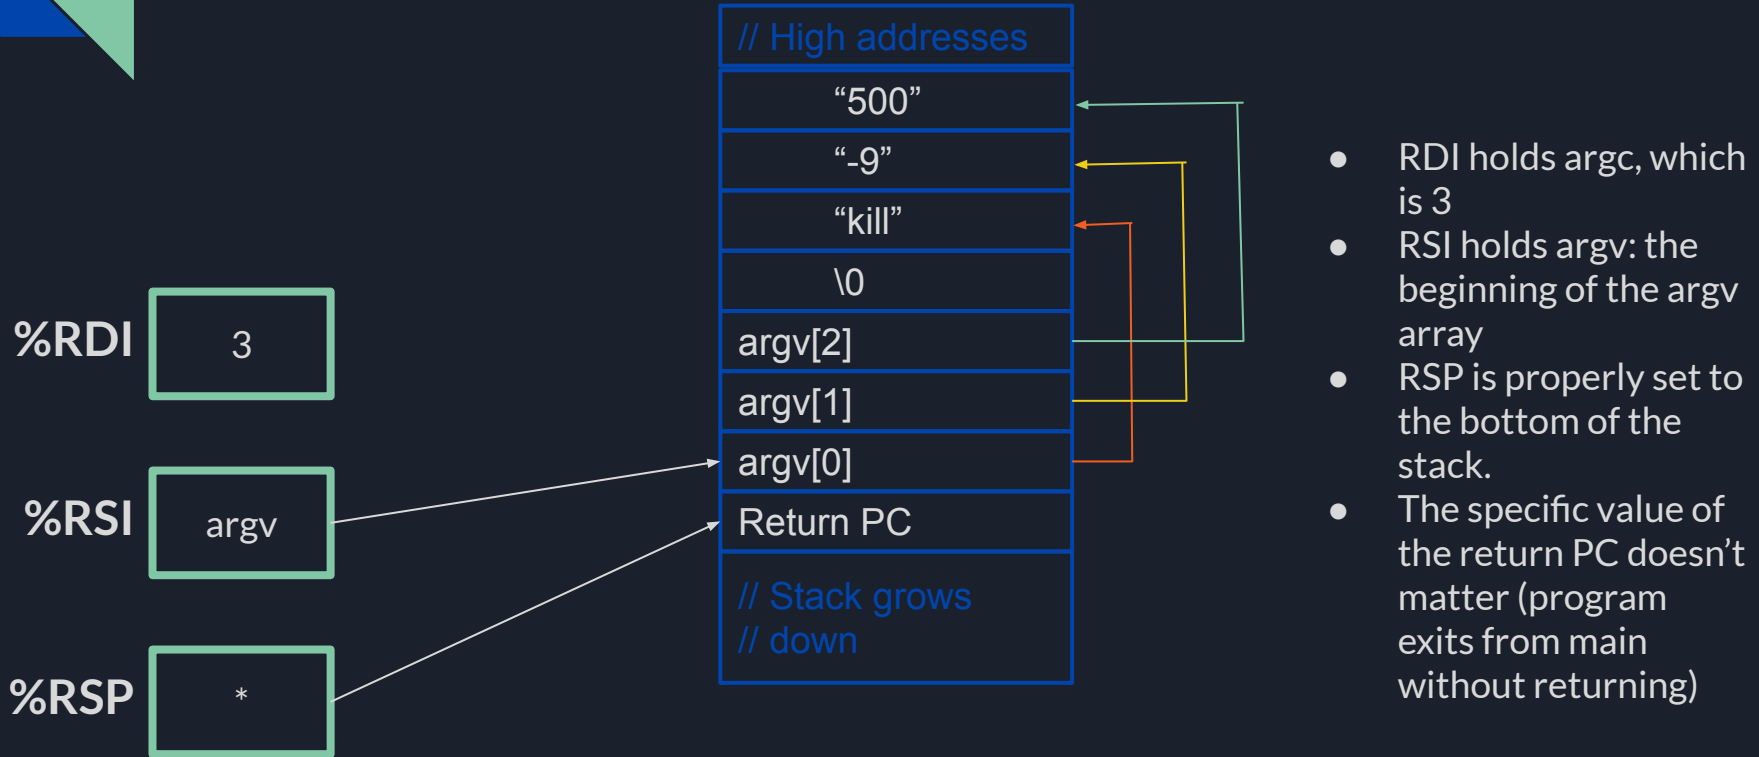 // High addresses
“500”
“-9”
“kill”
\0
argv[2]
argv[1]
argv[0]
Return PC
// Stack grows
// down
%RDI
3
%RSI
argv
%RSP
*
● RDI holds argc, which
is 3
● RSI holds argv: the
beginning of the argv
array
● RSP is properly set to
the bottom of the
stack.
● The specific value of
the return PC doesn’t
matter (program
exits from main
without returning)